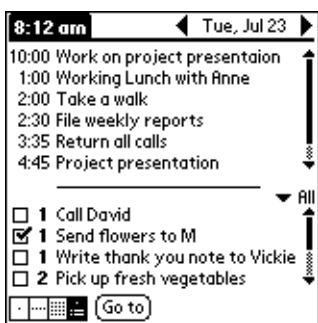 8:12 am Tue, Jul 23
10:00 Work on project presentaion
1:00 Working Lunch with Anne
2:00 Take a walk
2:30 File weekly reports
3:35 Return all calls
4:45 Project presentation
All
1 Call David
1 Send flowers to M
1 Write thank you note to Vickie
2 Pick up fresh vegetables
Go to